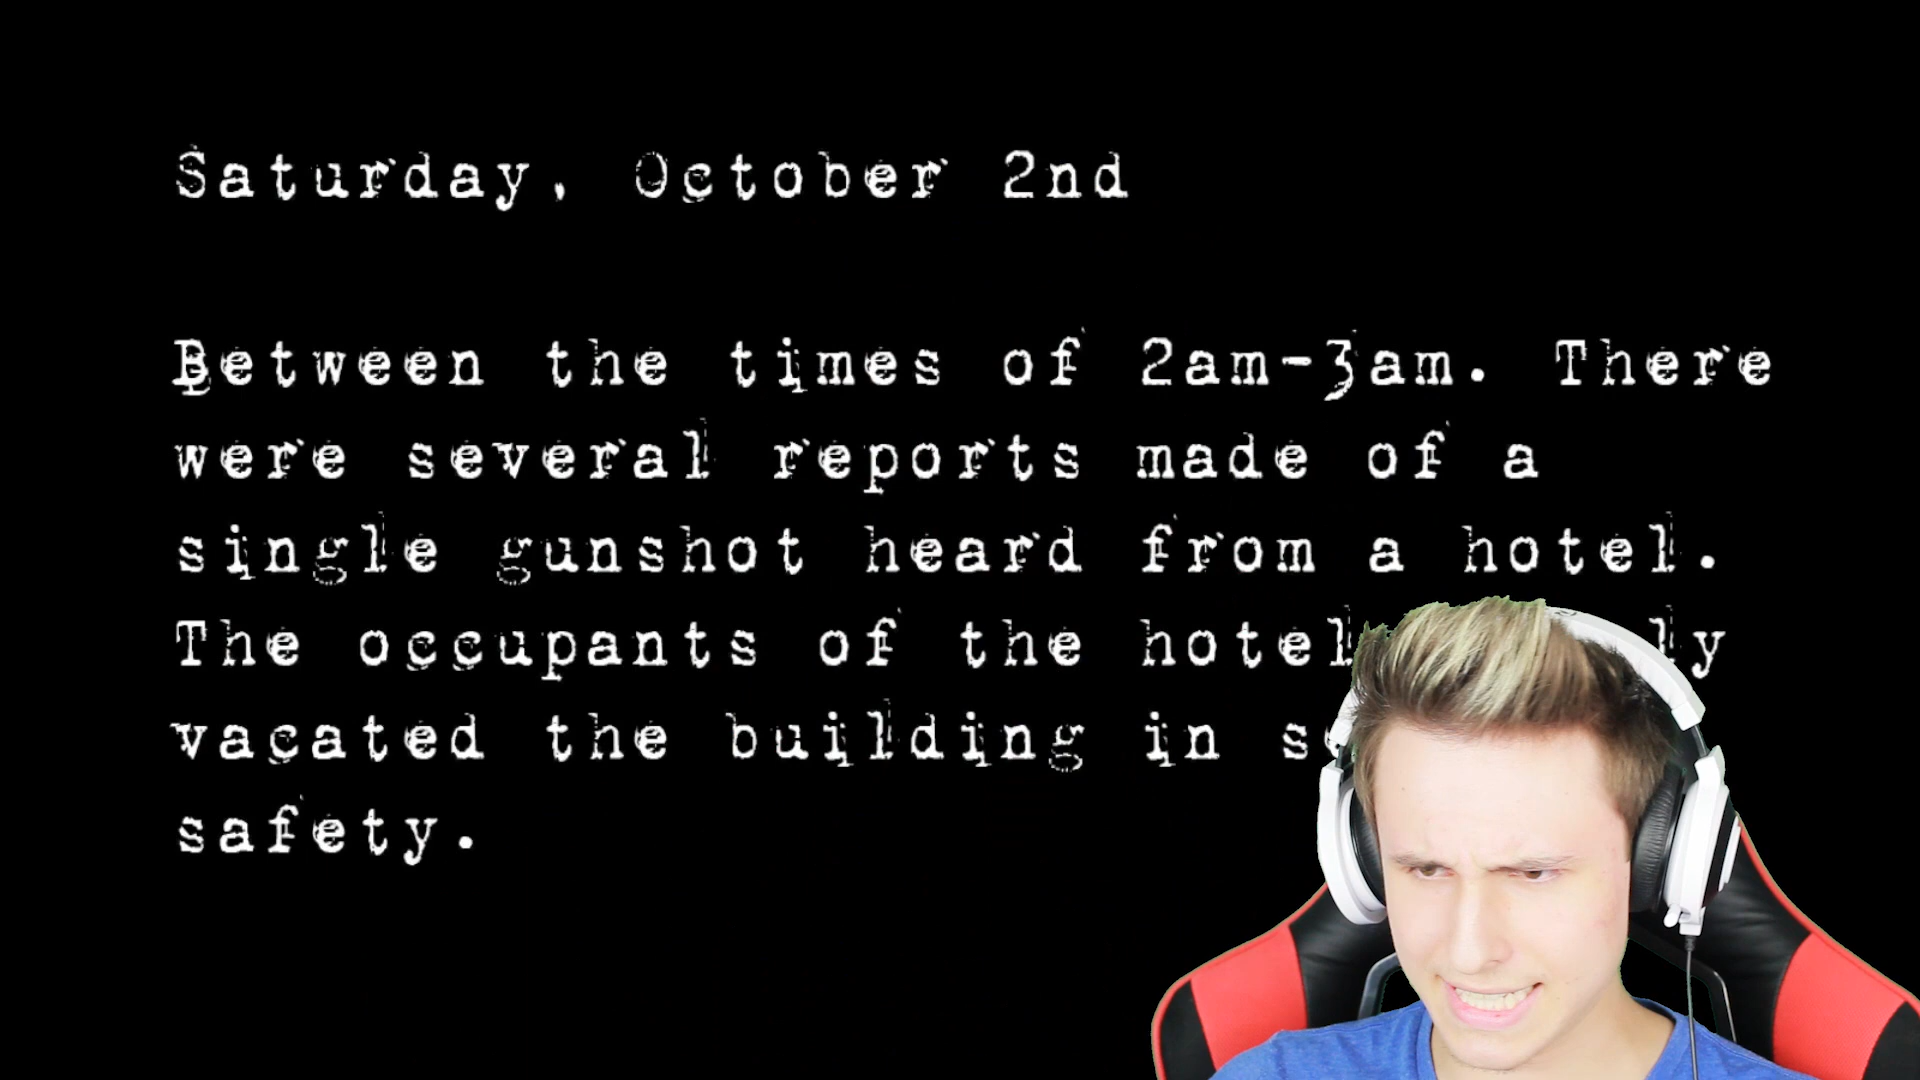 Saturday, October 2nd
Between the times of 2am-3am. There
were several reports made of a
single gunshot heard from a hotel.
The occupants of the hotel
vacated the building in
safety.